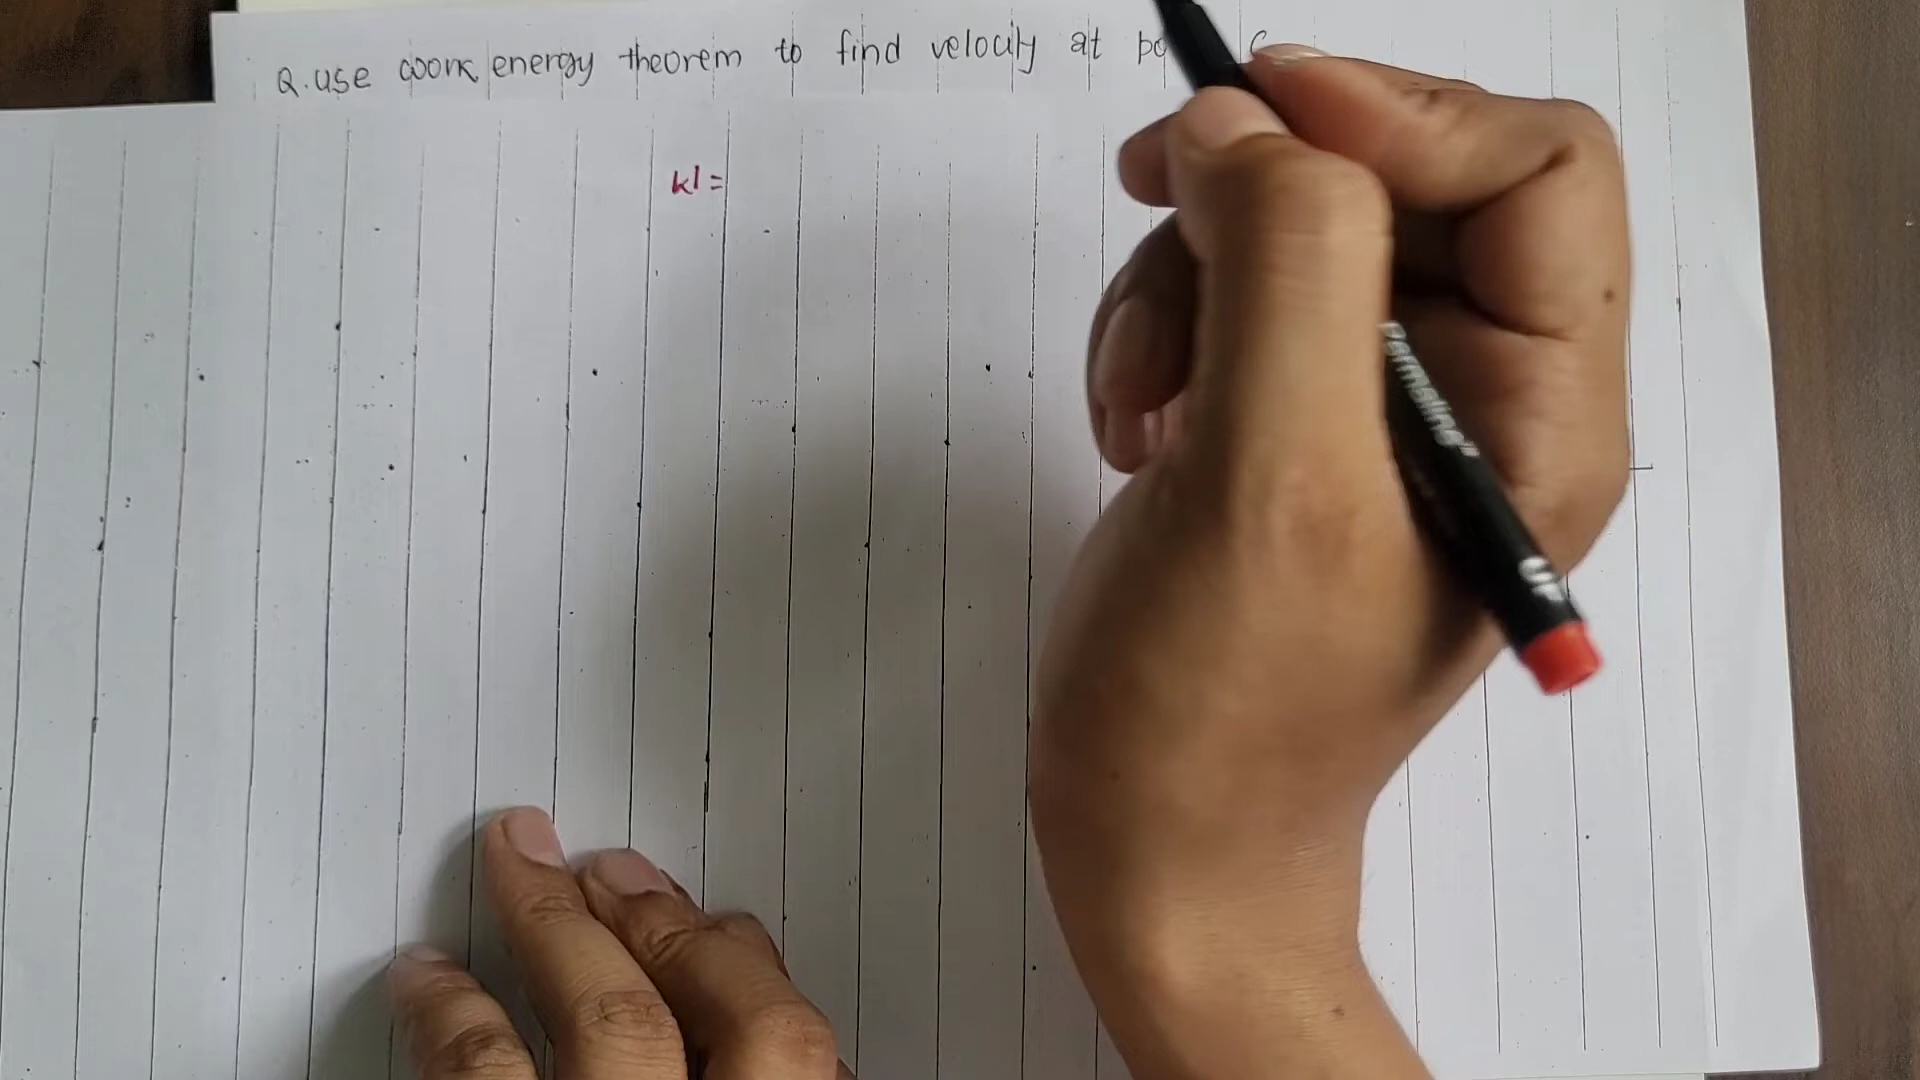 Q. use work energy theorem to find velocity at
k1 =